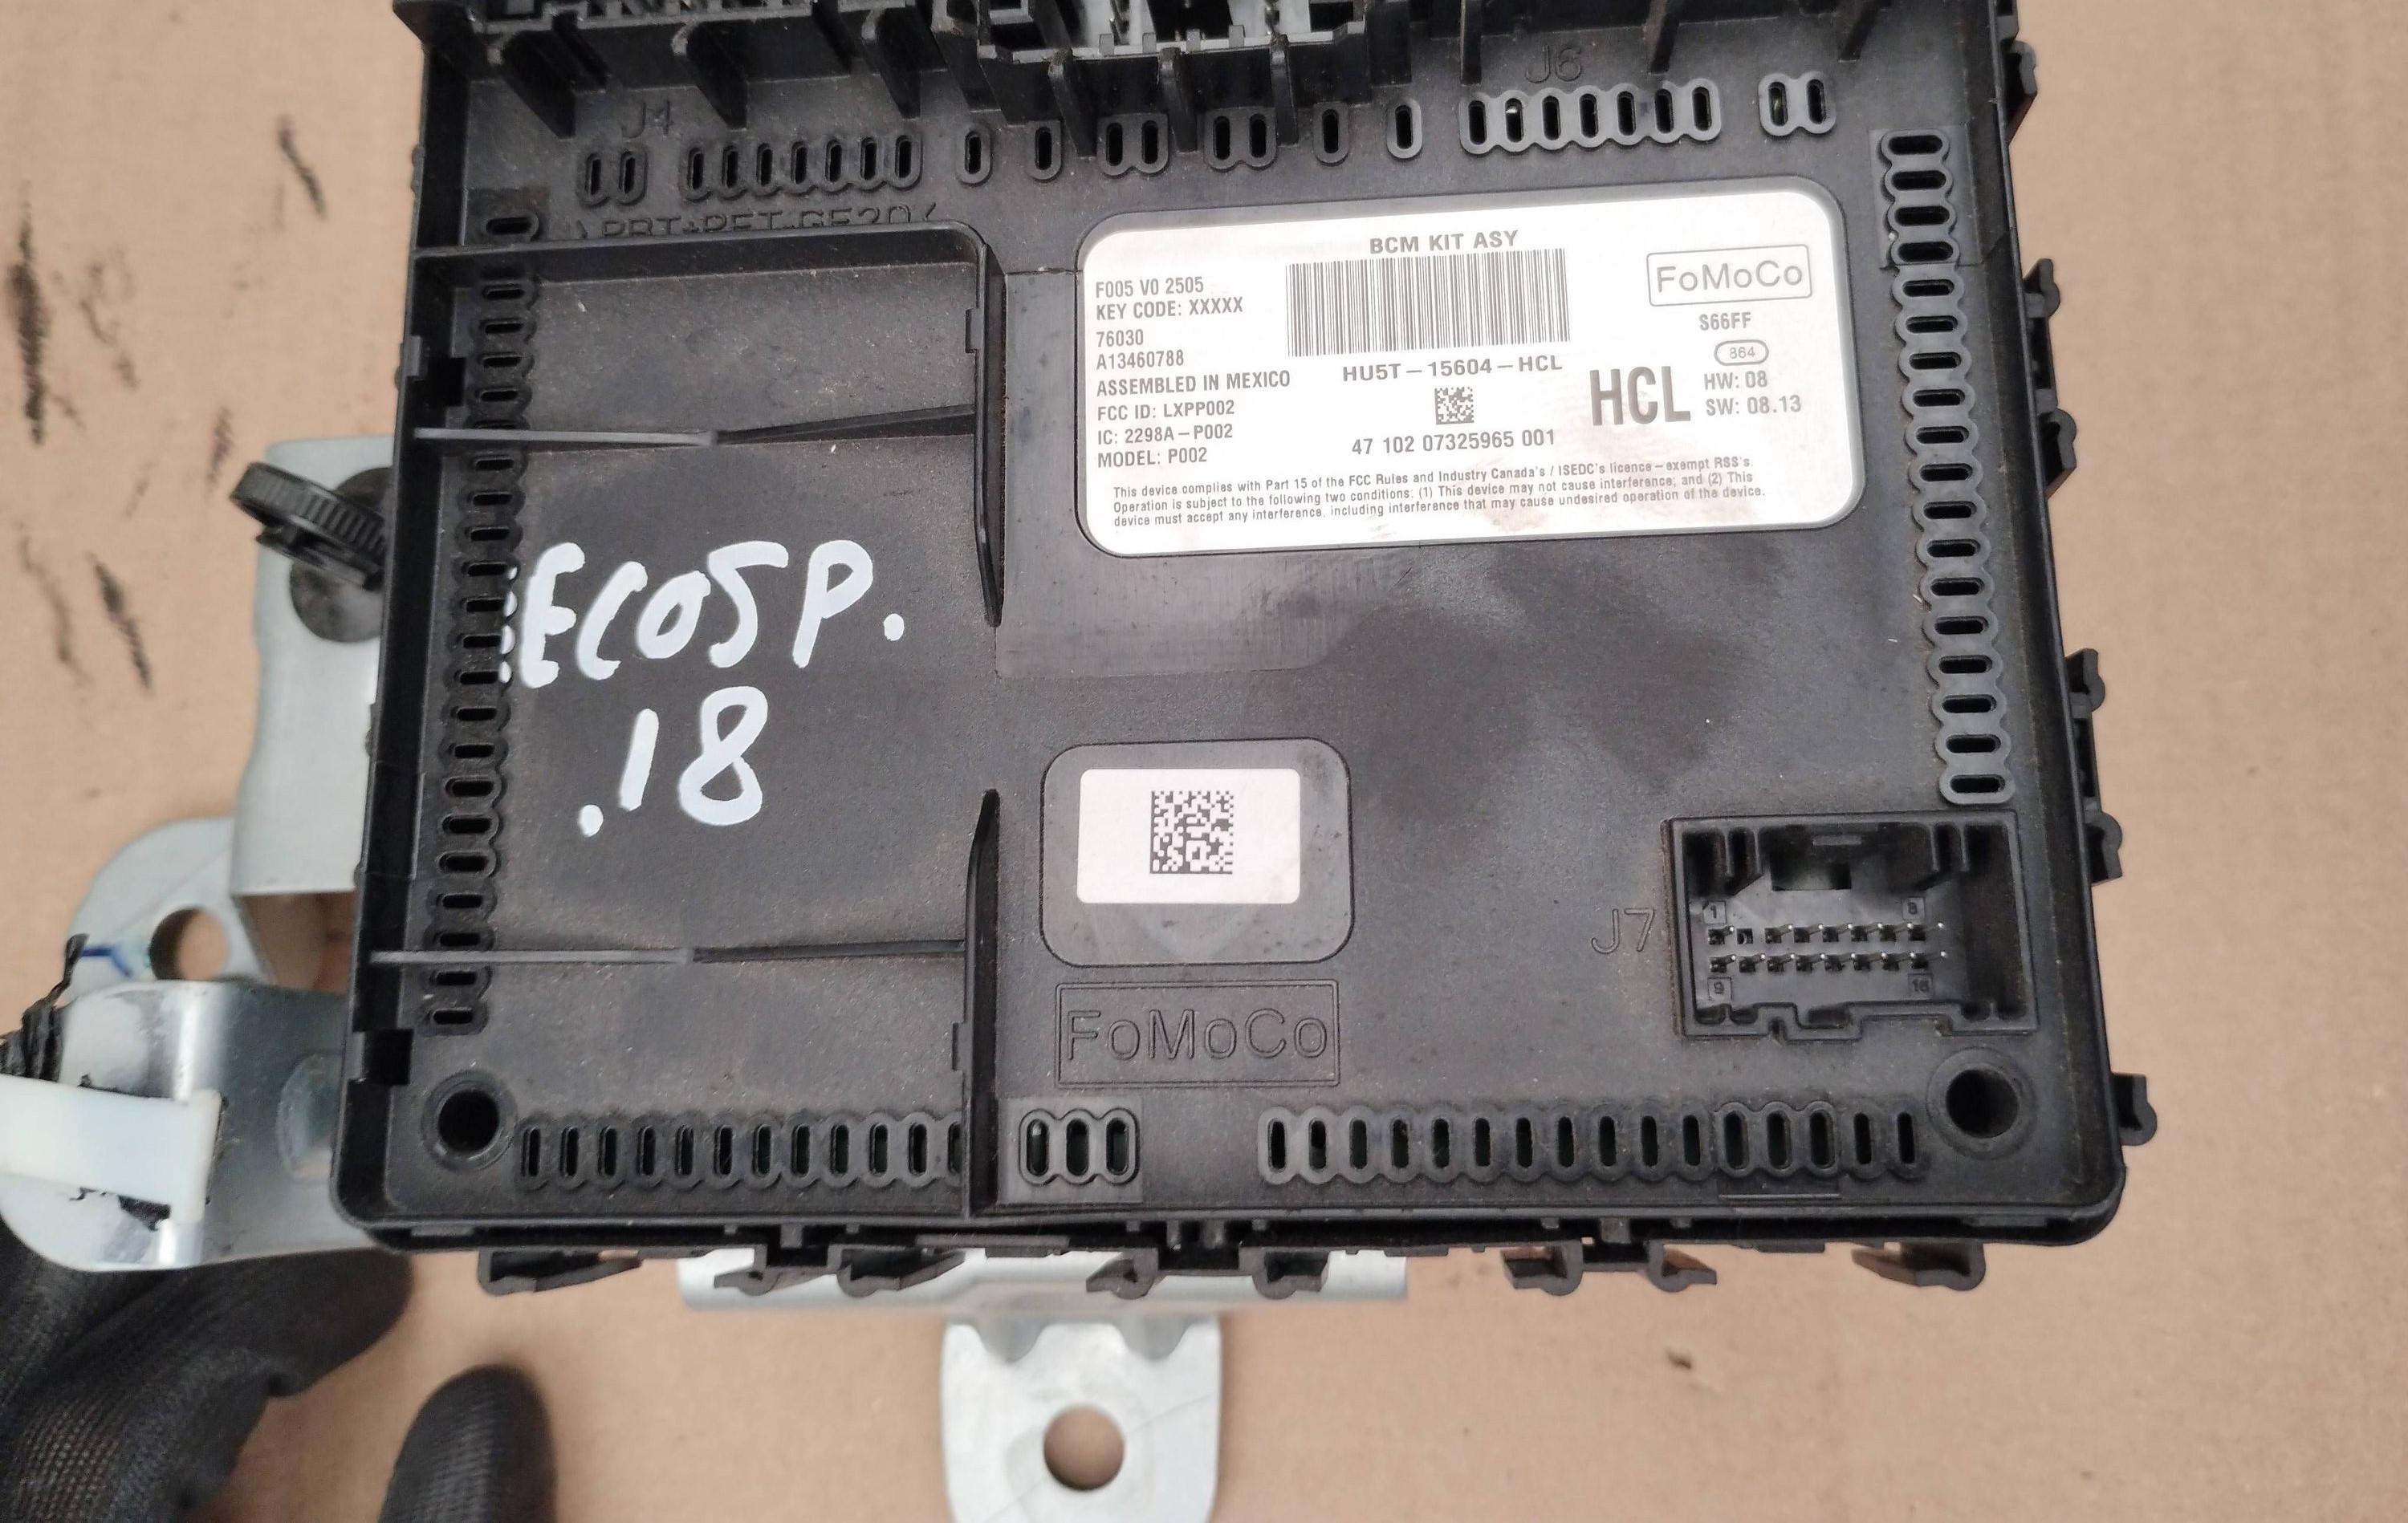 J4
J6
BCM KIT ASY
FoMoCo
F005 V0 2505
KEY CODE: XXXXX
76030
A13460788
ASSEMBLED IN MEXICO
FCC ID: LXPP002
IC: 2298A-P002
MODEL: P002
HU5T-15604-HCL
47 102 07325965 001
HCL
S66FF
864
HW: 08
SW: 08.13
This device complies with Part 15 of the FCC Rules and Industry Canada's / ISEDC's licence-exempt RSS's.
Operation is subject to the following two conditions: (1) This device may not cause interference; and (2) This
device must accept any interference, including interference that may cause undesired operation of the device.
ECOSP.
.18
J7
1 8
9 16
FoMoCo